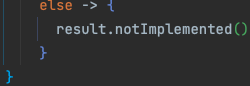 else -> {
result.notImplemented()
}
}